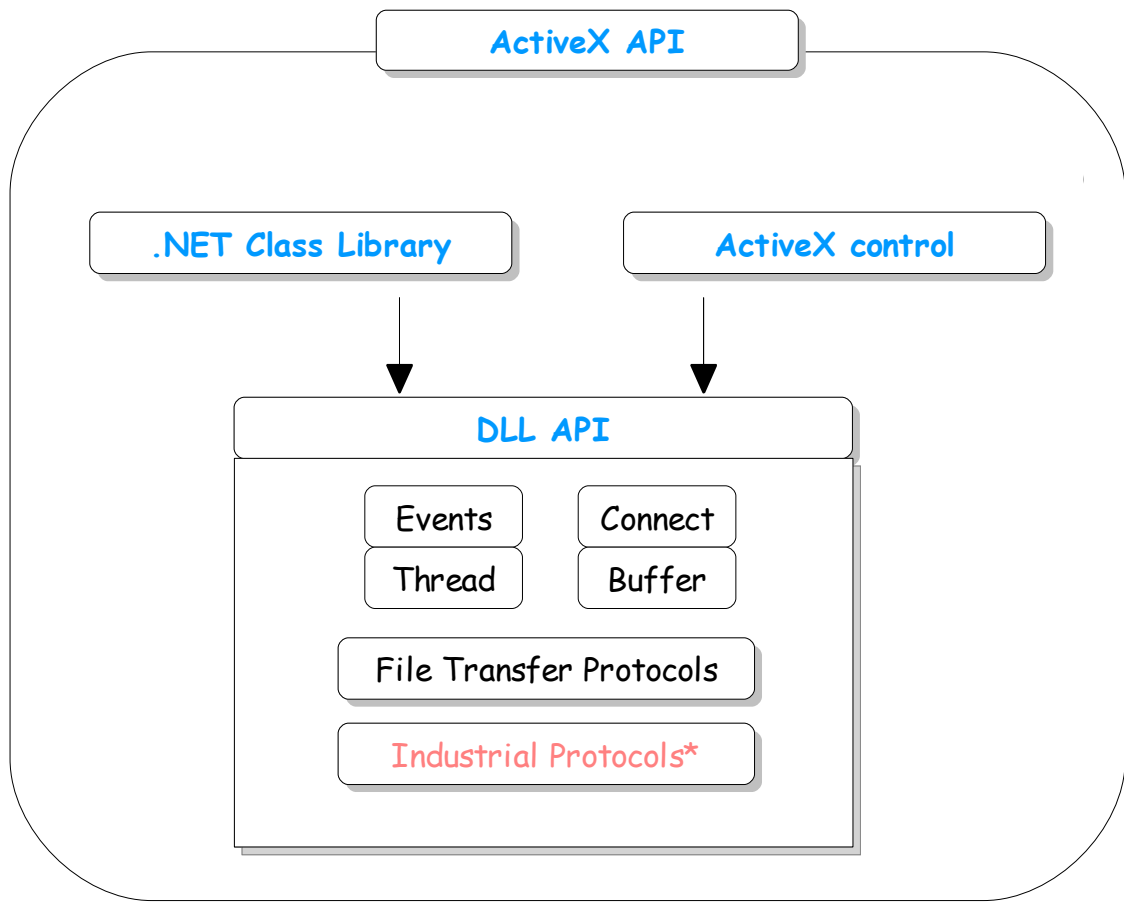 ActiveX API
.NET Class Library
ActiveX control
DLL API
Events
Connect
Thread
Buffer
File Transfer Protocols
Industrial Protocols*